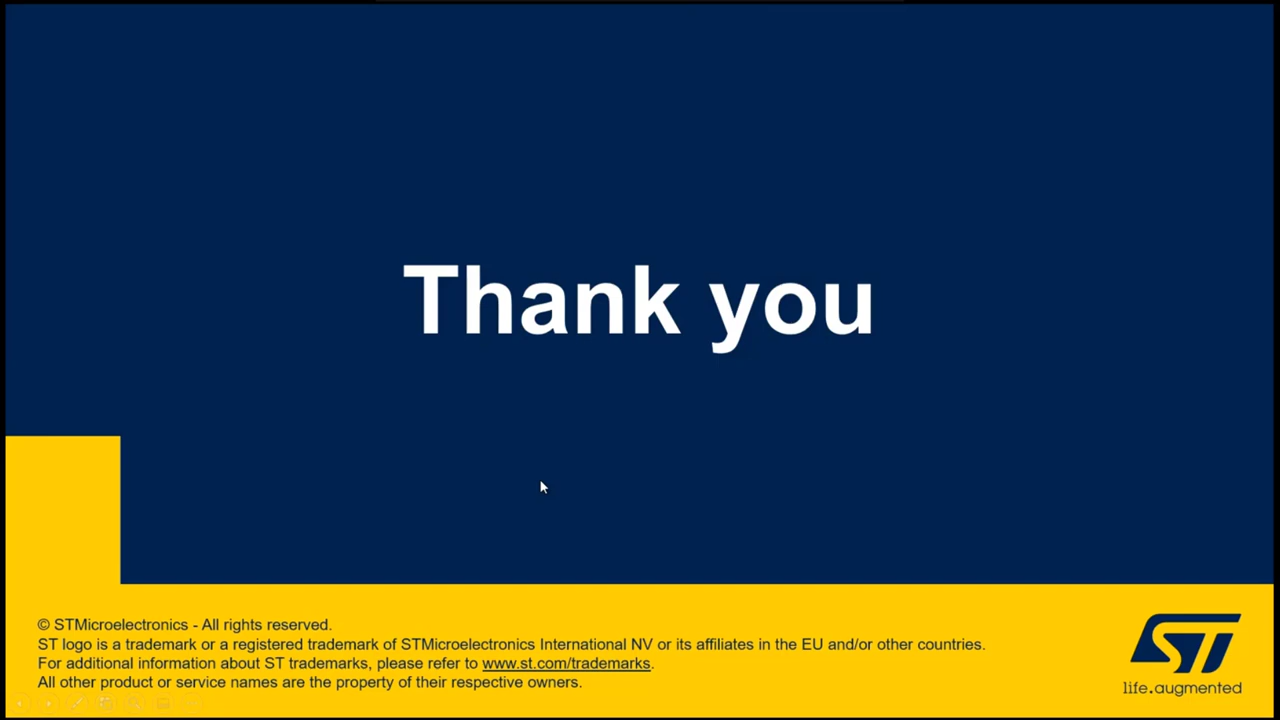 Thank you
© STMicroelectronics - All rights reserved.
ST logo is a trademark or a registered trademark of STMicroelectronics International NV or its affiliates in the EU and/or other countries.
For additional information about ST trademarks, please refer to www.st.com/trademarks.
All other product or service names are the property of their respective owners.
ST
life.augmented